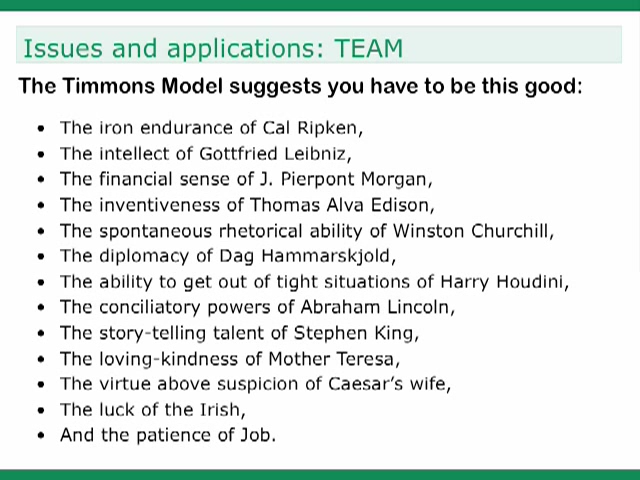 Issues and applications: TEAM
The Timmons Model suggests you have to be this good:
• The iron endurance of Cal Ripken,
• The intellect of Gottfried Leibniz,
• The financial sense of J. Pierpont Morgan,
• The inventiveness of Thomas Alva Edison,
• The spontaneous rhetorical ability of Winston Churchill,
• The diplomacy of Dag Hammarskjold,
• The ability to get out of tight situations of Harry Houdini,
• The conciliatory powers of Abraham Lincoln,
• The story-telling talent of Stephen King,
• The loving-kindness of Mother Teresa,
• The virtue above suspicion of Caesar’s wife,
• The luck of the Irish,
• And the patience of Job.